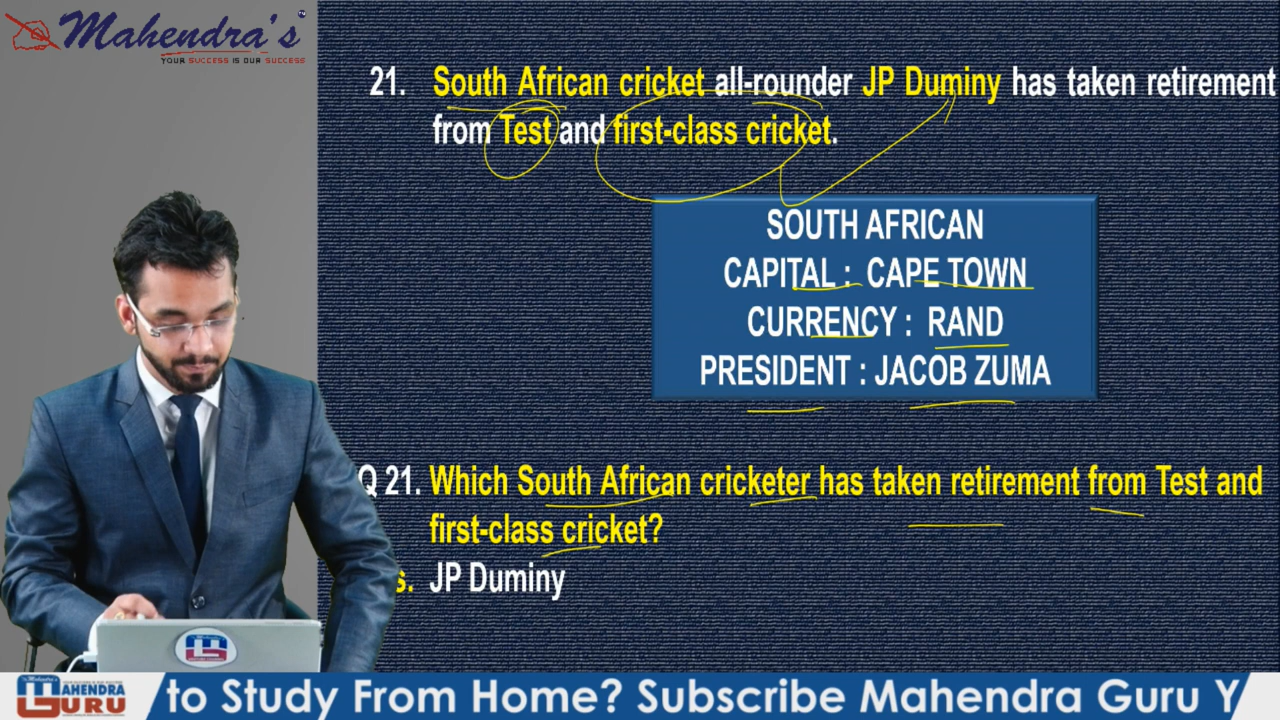 Mahendra's
YOUR SUCCESS IS OUR SUCCESS
21. South African cricket all-rounder JP Duminy has taken retirement
from Test and first-class cricket.
SOUTH AFRICAN
CAPITAL : CAPE TOWN
CURRENCY : RAND
PRESIDENT : JACOB ZUMA
Q 21. Which South African cricketer has taken retirement from Test and
first-class cricket?
s. JP Duminy
MAHENDRA
GURU
to Study From Home? Subscribe Mahendra Guru Y